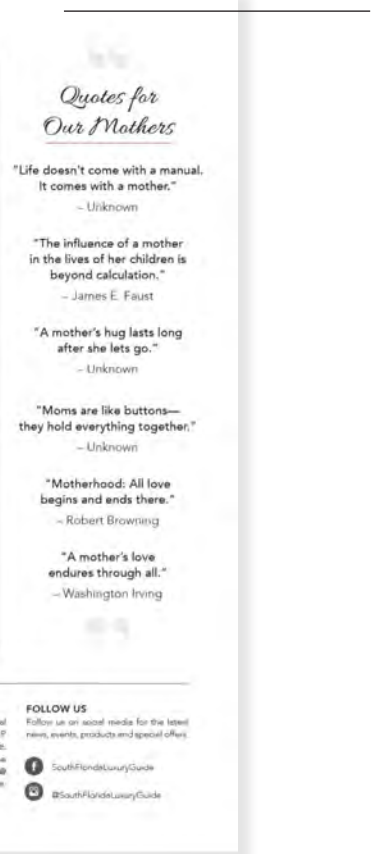 Quotes for
Our Mothers
"Life doesn't come with a manual.
It comes with a mother."
– Unknown
"The influence of a mother
in the lives of her children is
beyond calculation."
– James E. Faust
"A mother's hug lasts long
after she lets go."
– Unknown
"Moms are like buttons—
they hold everything together."
– Unknown
"Motherhood: All love
begins and ends there."
– Robert Browning
"A mother's love
endures through all."
– Washington Irving
FOLLOW US
Follow us on social media for the latest
news, events, products and special offers.
SouthFloridaLuxuryGuide
@SouthFloridaLuxuryGuide